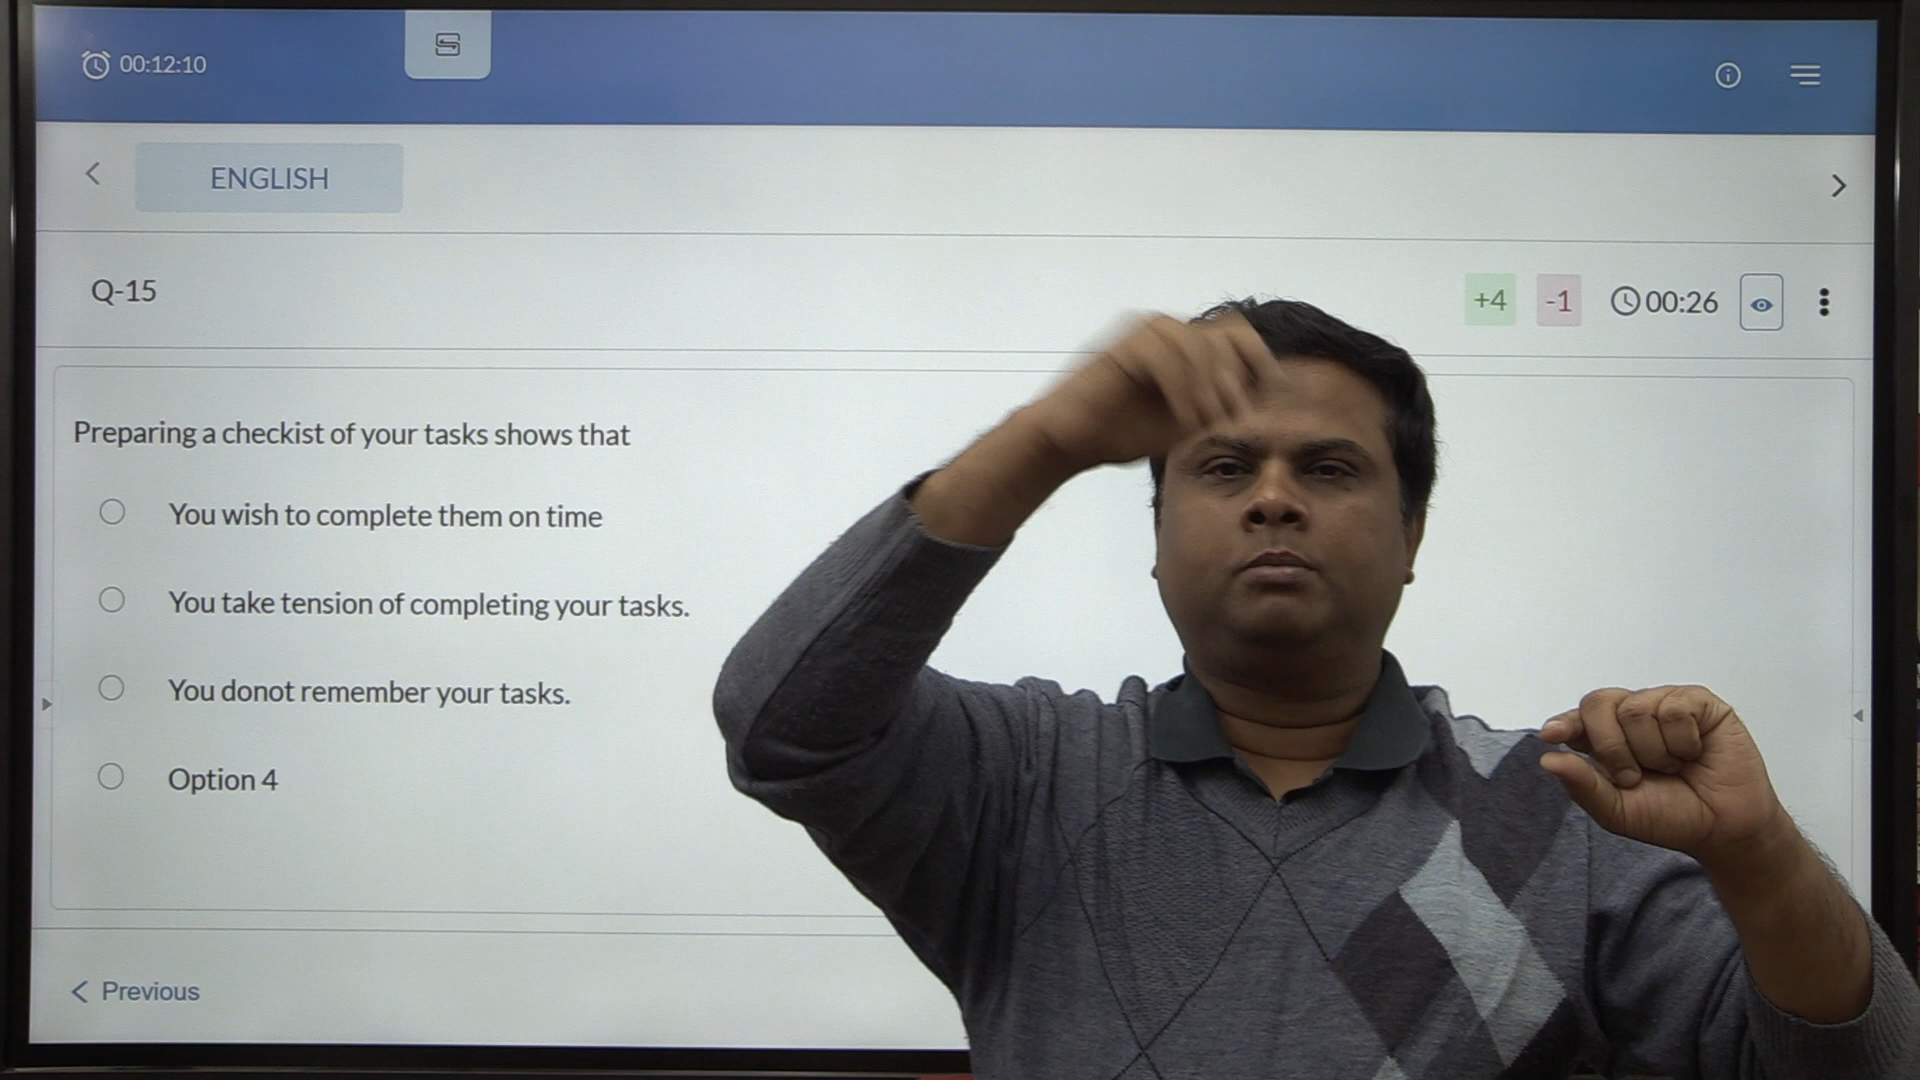 00:12:10
ENGLISH
Q-15
+4 -1 00:26
Preparing a checkist of your tasks shows that
You wish to complete them on time
You take tension of completing your tasks.
You donot remember your tasks.
Option 4
Previous